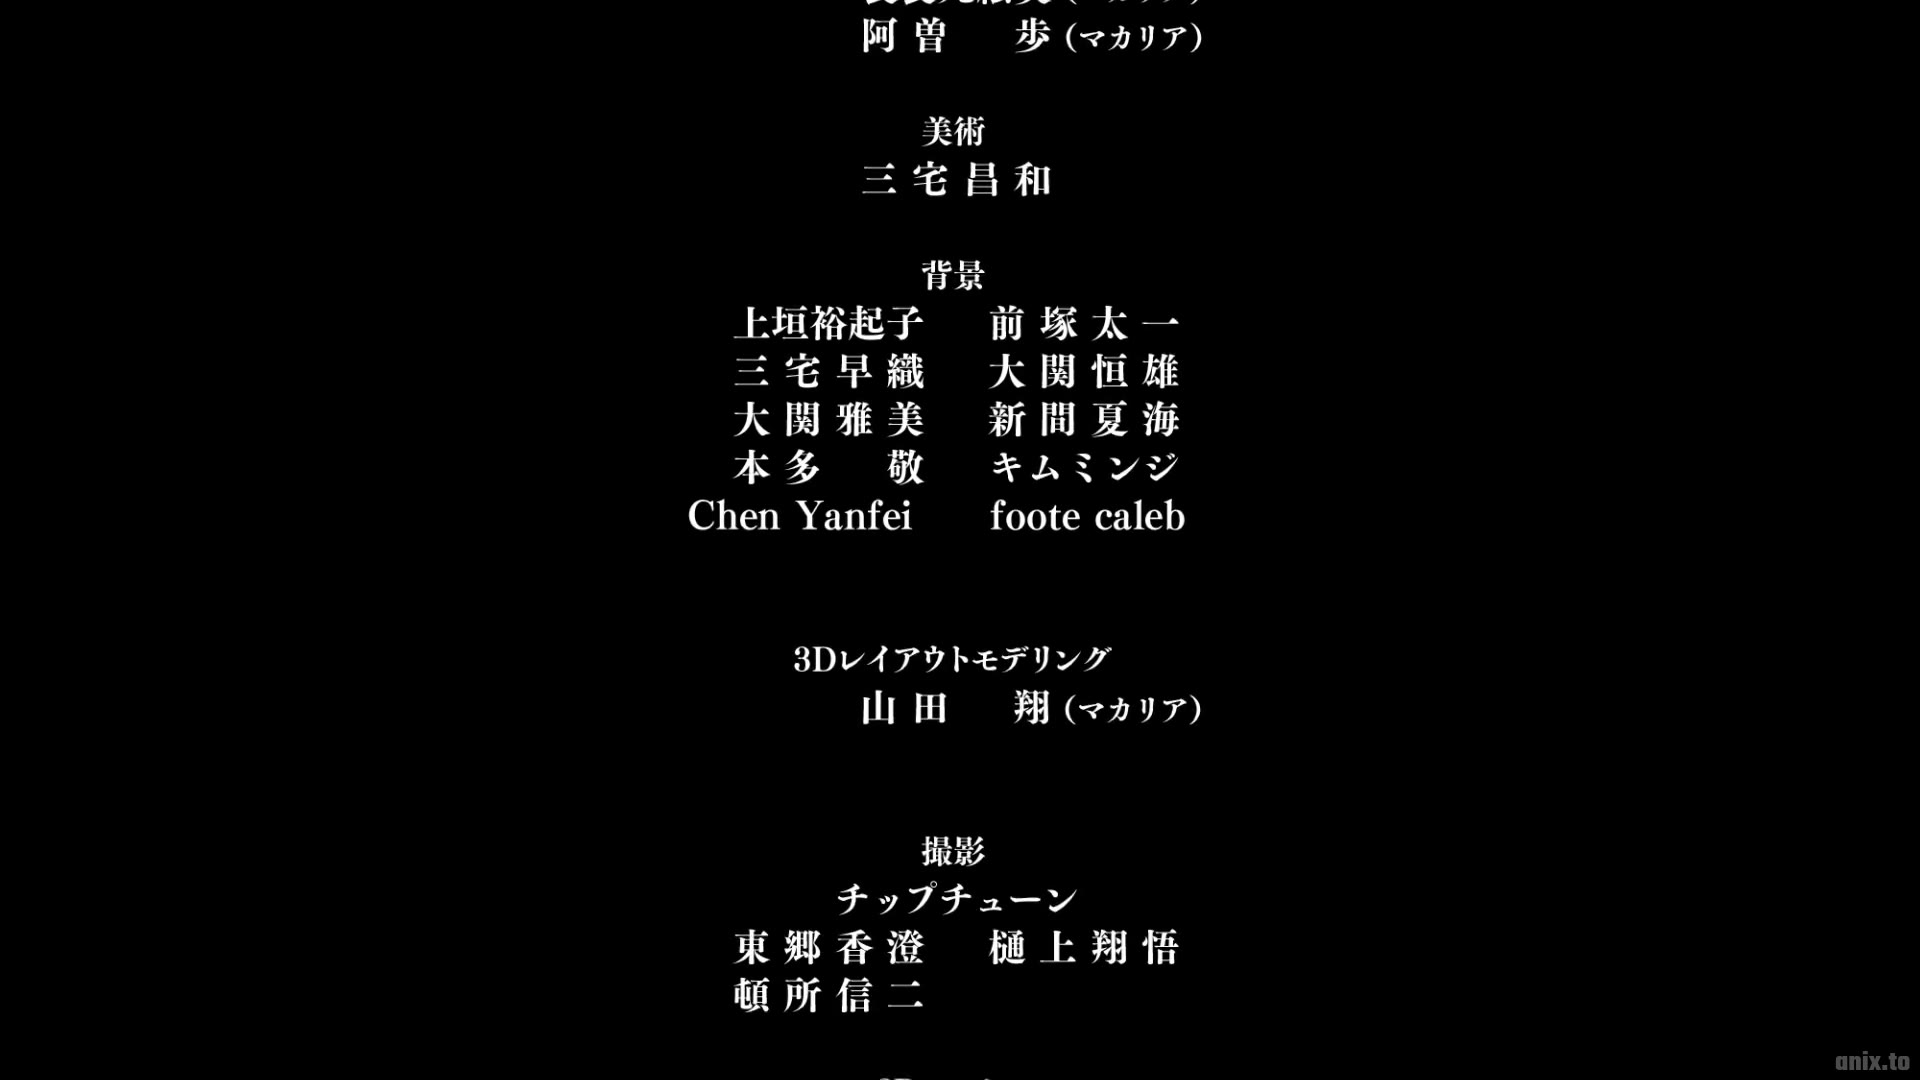 阿曽 歩（マカリア）
美術
三宅昌和
背景
上垣裕起子 前塚太一
三宅早織 大関恒雄
大関雅美 新間夏海
本多 敬 キムミンジ
Chen Yanfei foote caleb
3Dレイアウトモデリング
山田 翔（マカリア）
撮影
チップチューン
東郷香澄 樋上翔悟
頓所信二
anix.to